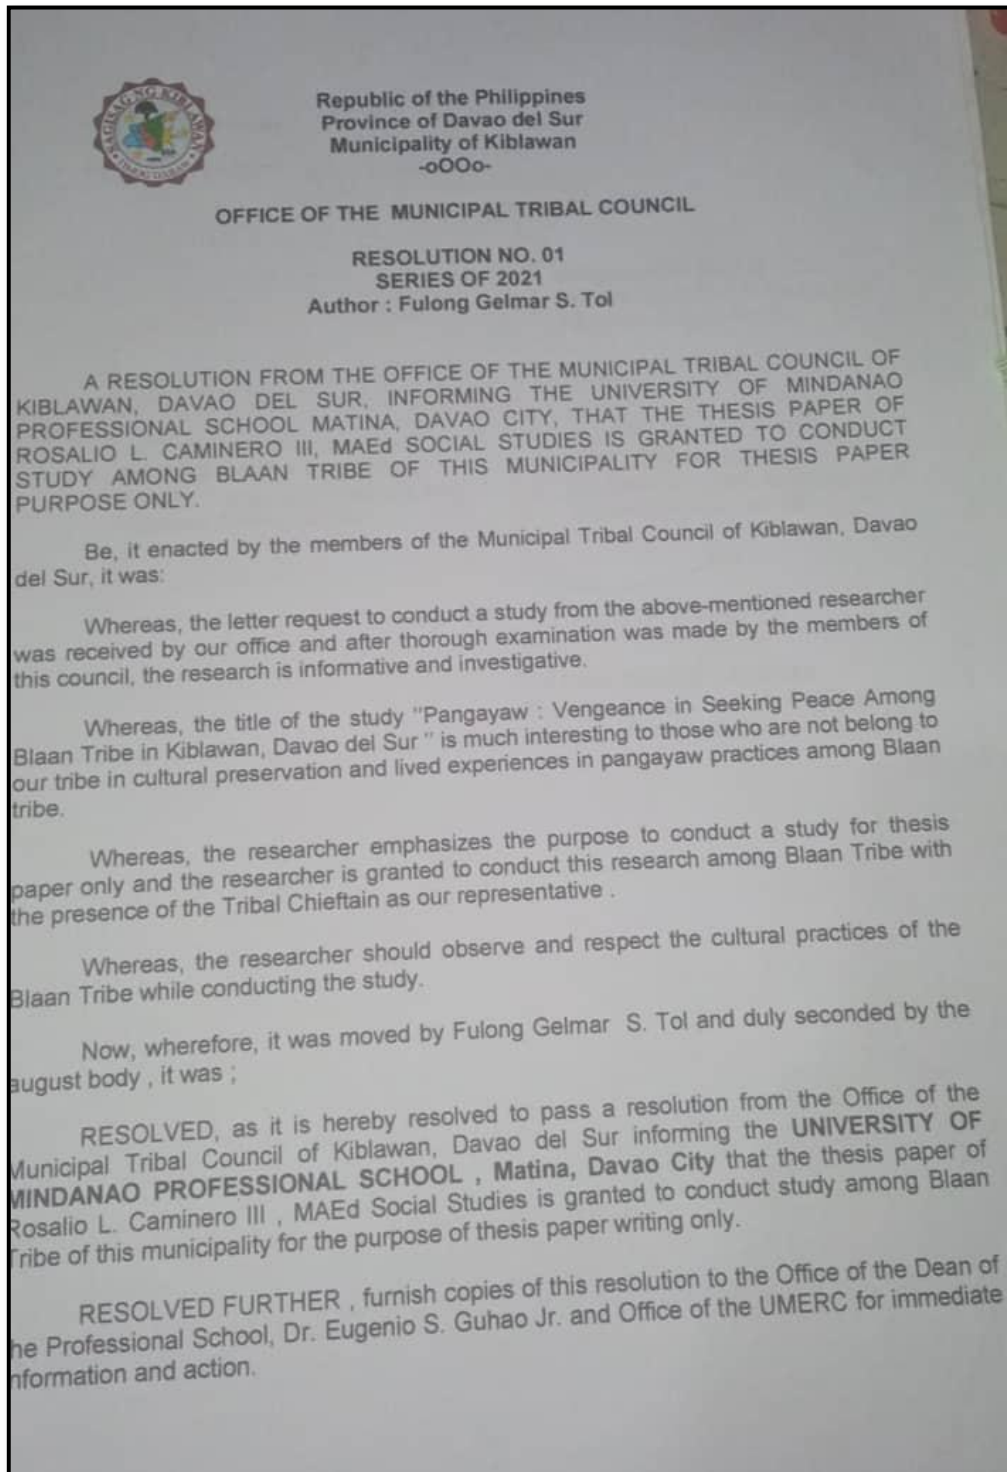 SAGISAG NG KIBLAWAN
Republic of the Philippines
Province of Davao del Sur
Municipality of Kiblawan
-oOOo-
OFFICE OF THE MUNICIPAL TRIBAL COUNCIL
RESOLUTION NO. 01
SERIES OF 2021
Author : Fulong Gelmar S. Tol
A RESOLUTION FROM THE OFFICE OF THE MUNICIPAL TRIBAL COUNCIL OF
KIBLAWAN, DAVAO DEL SUR, INFORMING THE UNIVERSITY OF MINDANAO
PROFESSIONAL SCHOOL MATINA, DAVAO CITY, THAT THE THESIS PAPER OF
ROSALIO L. CAMINERO III, MAEd SOCIAL STUDIES IS GRANTED TO CONDUCT
STUDY AMONG BLAAN TRIBE OF THIS MUNICIPALITY FOR THESIS PAPER
PURPOSE ONLY.
Be, it enacted by the members of the Municipal Tribal Council of Kiblawan, Davao
del Sur, it was:
Whereas, the letter request to conduct a study from the above-mentioned researcher
was received by our office and after thorough examination was made by the members of
this council, the research is informative and investigative.
Whereas, the title of the study "Pangayaw : Vengeance in Seeking Peace Among
Blaan Tribe in Kiblawan, Davao del Sur " is much interesting to those who are not belong to
our tribe in cultural preservation and lived experiences in pangayaw practices among Blaan
tribe.
Whereas, the researcher emphasizes the purpose to conduct a study for thesis
paper only and the researcher is granted to conduct this research among Blaan Tribe with
the presence of the Tribal Chieftain as our representative .
Whereas, the researcher should observe and respect the cultural practices of the
Blaan Tribe while conducting the study.
Now, wherefore, it was moved by Fulong Gelmar S. Tol and duly seconded by the
august body , it was ;
RESOLVED, as it is hereby resolved to pass a resolution from the Office of the
Municipal Tribal Council of Kiblawan, Davao del Sur informing the UNIVERSITY OF
MINDANAO PROFESSIONAL SCHOOL , Matina, Davao City that the thesis paper of
Rosalio L. Caminero III , MAEd Social Studies is granted to conduct study among Blaan
Tribe of this municipality for the purpose of thesis paper writing only.
RESOLVED FURTHER , furnish copies of this resolution to the Office of the Dean of
he Professional School, Dr. Eugenio S. Guhao Jr. and Office of the UMERC for immediate
nformation and action.